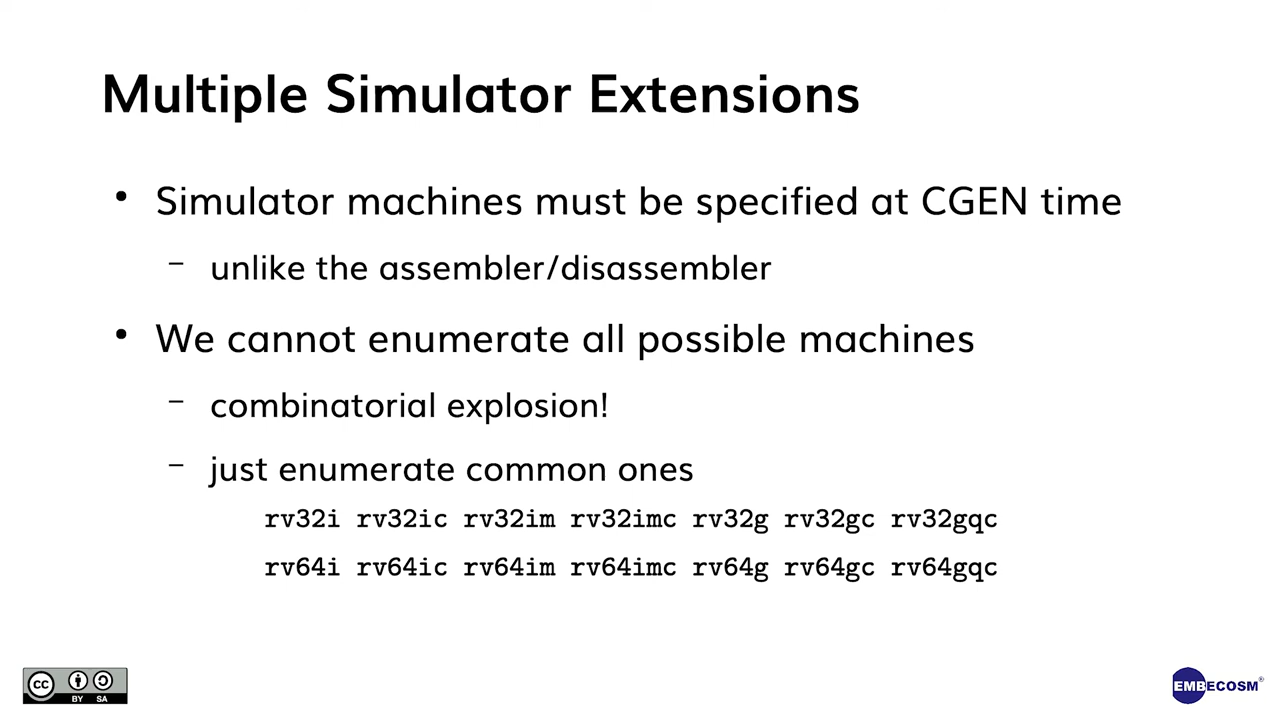 Multiple Simulator Extensions
• Simulator machines must be specified at CGEN time
– unlike the assembler/disassembler
• We cannot enumerate all possible machines
– combinatorial explosion!
– just enumerate common ones
rv32i rv32ic rv32im rv32imc rv32g rv32gc rv32gqc
rv64i rv64ic rv64im rv64imc rv64g rv64gc rv64gqc
cc BY SA
EMBECOSM®